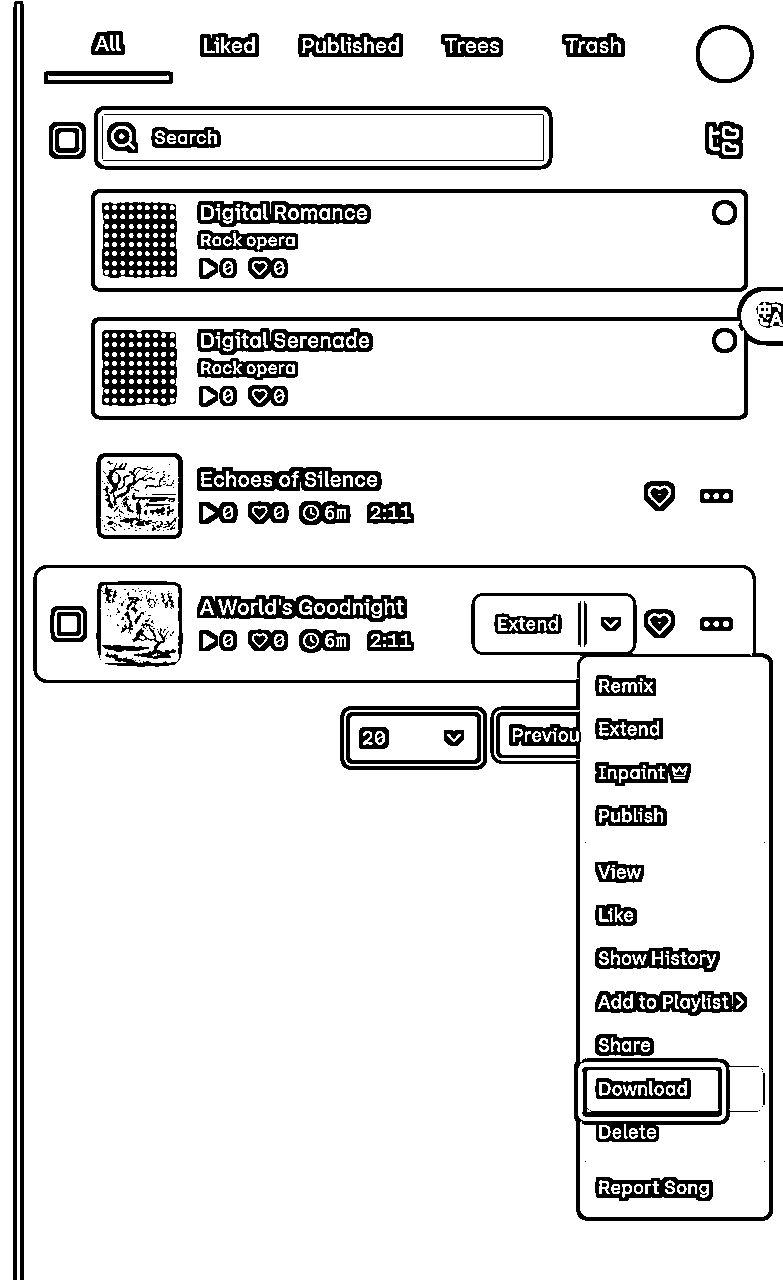 All Liked Published Trees Trash
Search
Digital Romance
Rock opera
0 0
Digital Serenade
Rock opera
0 0
Echoes of Silence
0 0 6m 2:11
A World's Goodnight
0 0 6m 2:11
Extend
20
Previou
Remix
Extend
Inpaint
Publish
View
Like
Show History
Add to Playlist
Share
Download
Delete
Report Song